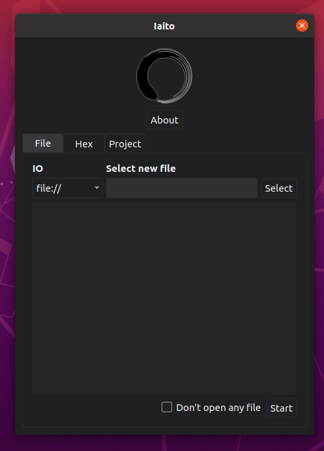 Iaito
About
File Hex Project
IO Select new file
file:// Select
Don't open any file Start